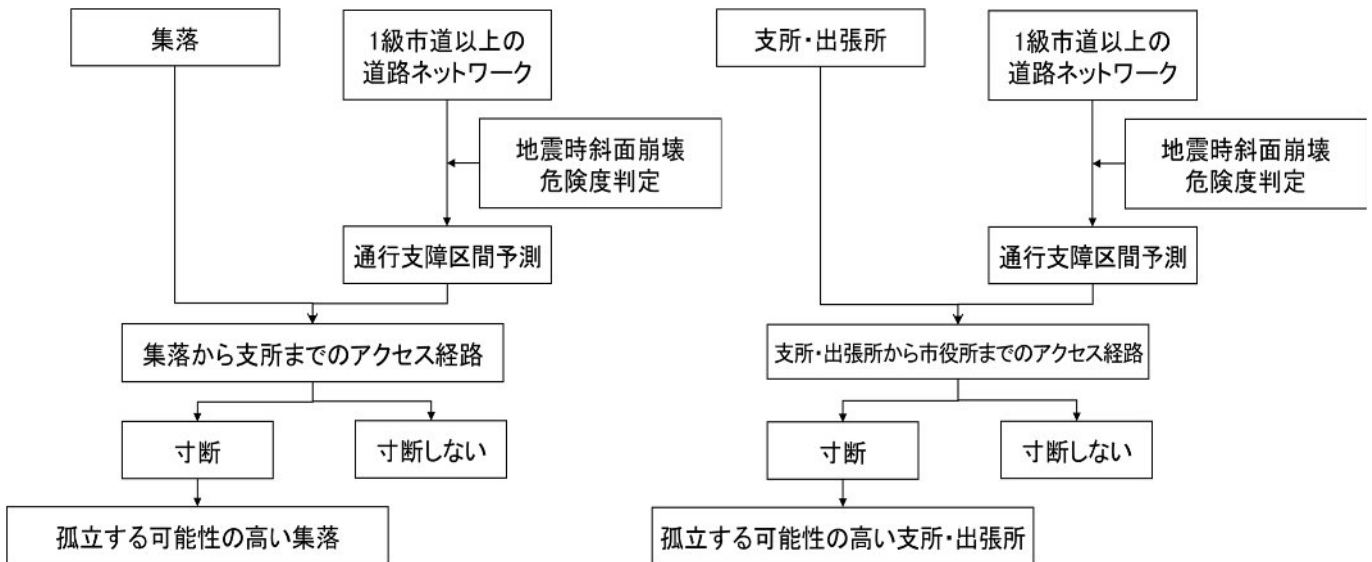 集落
1級市道以上の
道路ネットワーク
地震時斜面崩壊
危険度判定
通行支障区間予測
集落から支所までのアクセス経路
寸断
寸断しない
孤立する可能性の高い集落
支所・出張所
1級市道以上の
道路ネットワーク
地震時斜面崩壊
危険度判定
通行支障区間予測
支所・出張所から市役所までのアクセス経路
寸断
寸断しない
孤立する可能性の高い支所・出張所